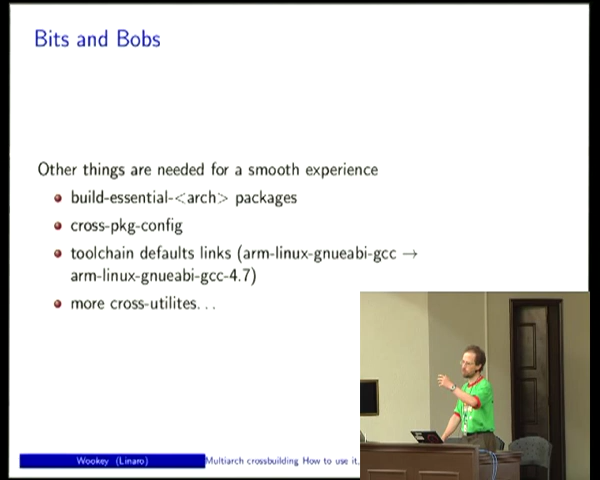 Bits and Bobs
Other things are needed for a smooth experience
build-essential-<arch> packages
cross-pkg-config
toolchain defaults links (arm-linux-gnueabi-gcc →
arm-linux-gnueabi-gcc-4.7)
more cross-utilites...
Wookey (Linaro)
Multiarch crossbuilding How to use it.